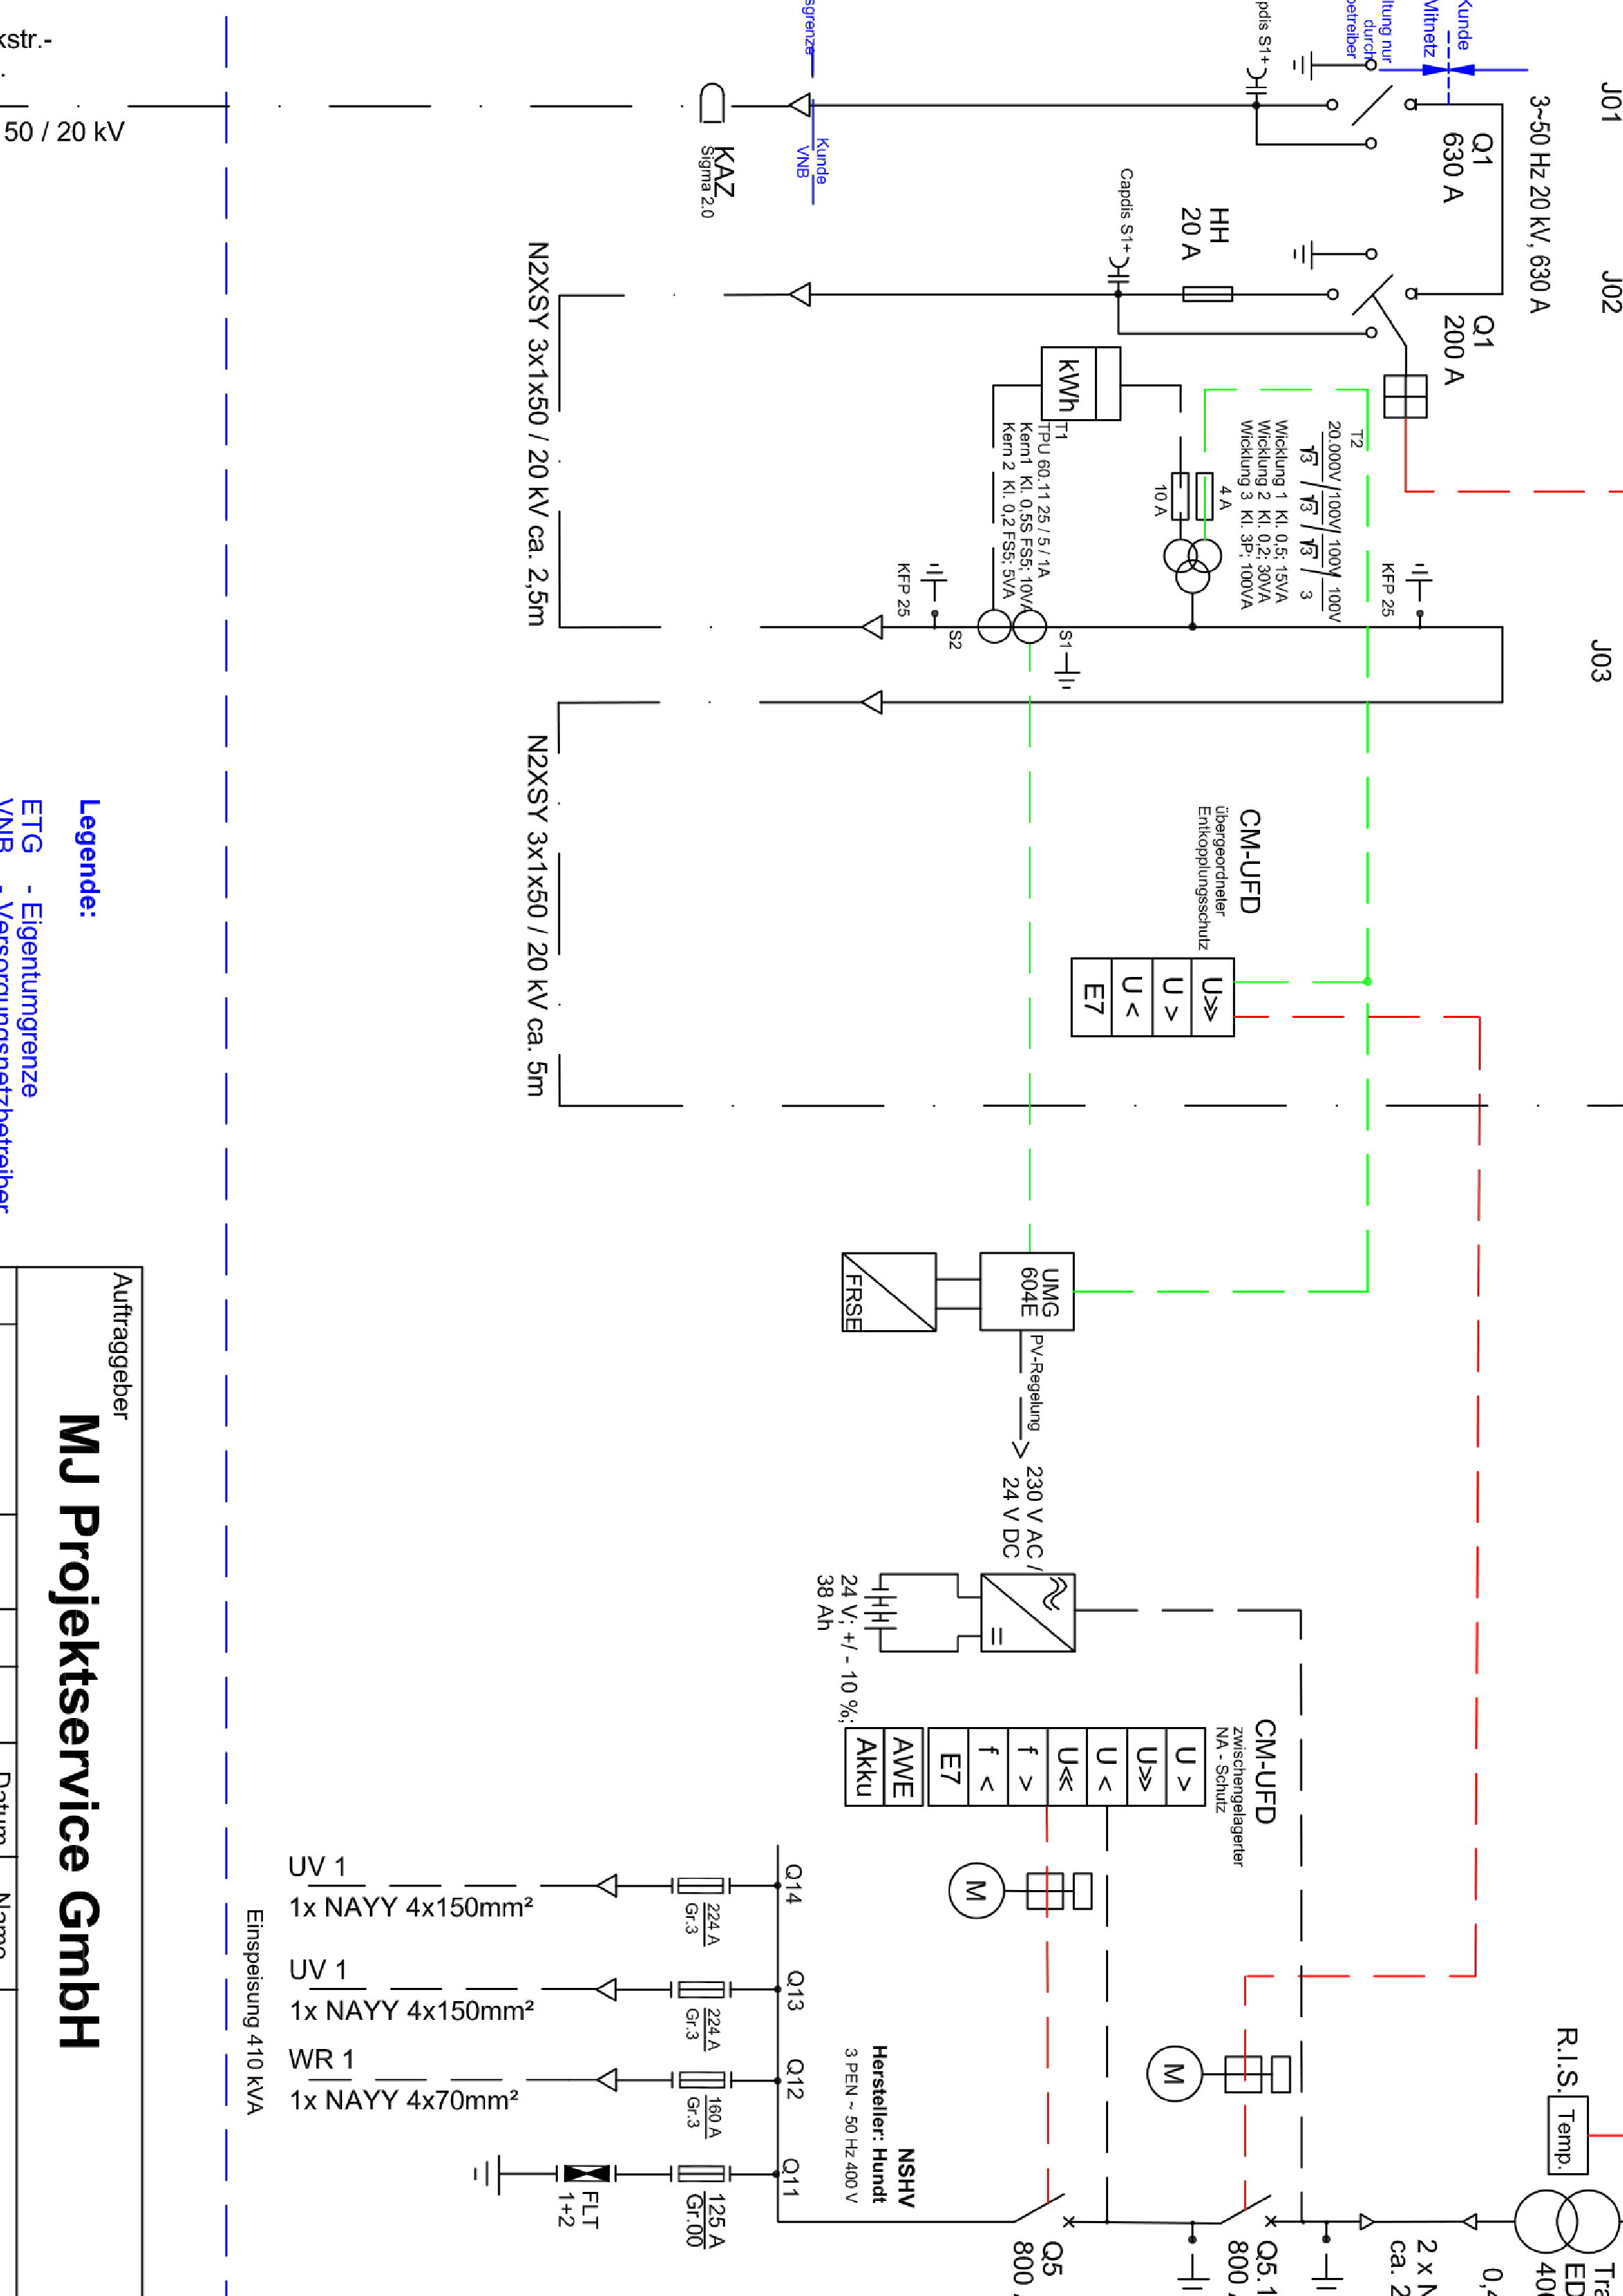 J01
J02
J03
3~50 Hz 20 kV, 630 A
Kunde
Mitnetz
ltung nur
durch
betreiber
Q1
630 A
Q1
200 A
pdis S1+
sgrenze
Kunde
VNB
KAZ
Sigma 2.0
kstr.-
50 / 20 kV
Capdis S1+
HH
20 A
kWh
T1
TPU 60.11 25 / 5 / 1A
Kern1 Kl. 0,5S FS5; 10VA
Kern 2 Kl. 0,2 FS5; 5VA
T2
20.000V/100V/ 100V/ 100V
√3 / √3 / √3 / 3
Wicklung 1 Kl. 0,5; 15VA
Wicklung 2 Kl. 0,2; 30VA
Wicklung 3 Kl. 3P; 100VA
4 A
10 A
KFP 25
KFP 25
S1
S2
N2XSY 3x1x50 / 20 kV ca. 2,5m
N2XSY 3x1x50 / 20 kV ca. 5m
CM-UFD
übergeordneter
Entkopplungsschutz
U>>
U >
U <
E7
UMG
604E
FRSE
PV-Regelung
230 V AC /
24 V DC
24 V; +/ - 10 %;
38 Ah
CM-UFD
zwischengelagerter
NA - Schutz
U >
U>>
U <
U<<
f >
f <
E7
AWE
Akku
M
M
R.I.S.
Temp.
Q5.1
800
Q5
800
2 x N
ca. 2
0,4
Tra
ED
400
NSHV
Hersteller: Hundt
3 PEN ~ 50 Hz 400 V
Q14
224 A
Gr.3
UV 1
1x NAYY 4x150mm²
Q13
224 A
Gr.3
UV 1
1x NAYY 4x150mm²
Q12
160 A
Gr.3
WR 1
1x NAYY 4x70mm²
Q11
125 A
Gr.00
FLT
1+2
Einspeisung 410 kVA
Legende:
ETG - Eigentumgrenze
VNB - Versorgungsnetzbetreiber
Auftraggeber
MJ Projektservice GmbH
Datum
Name